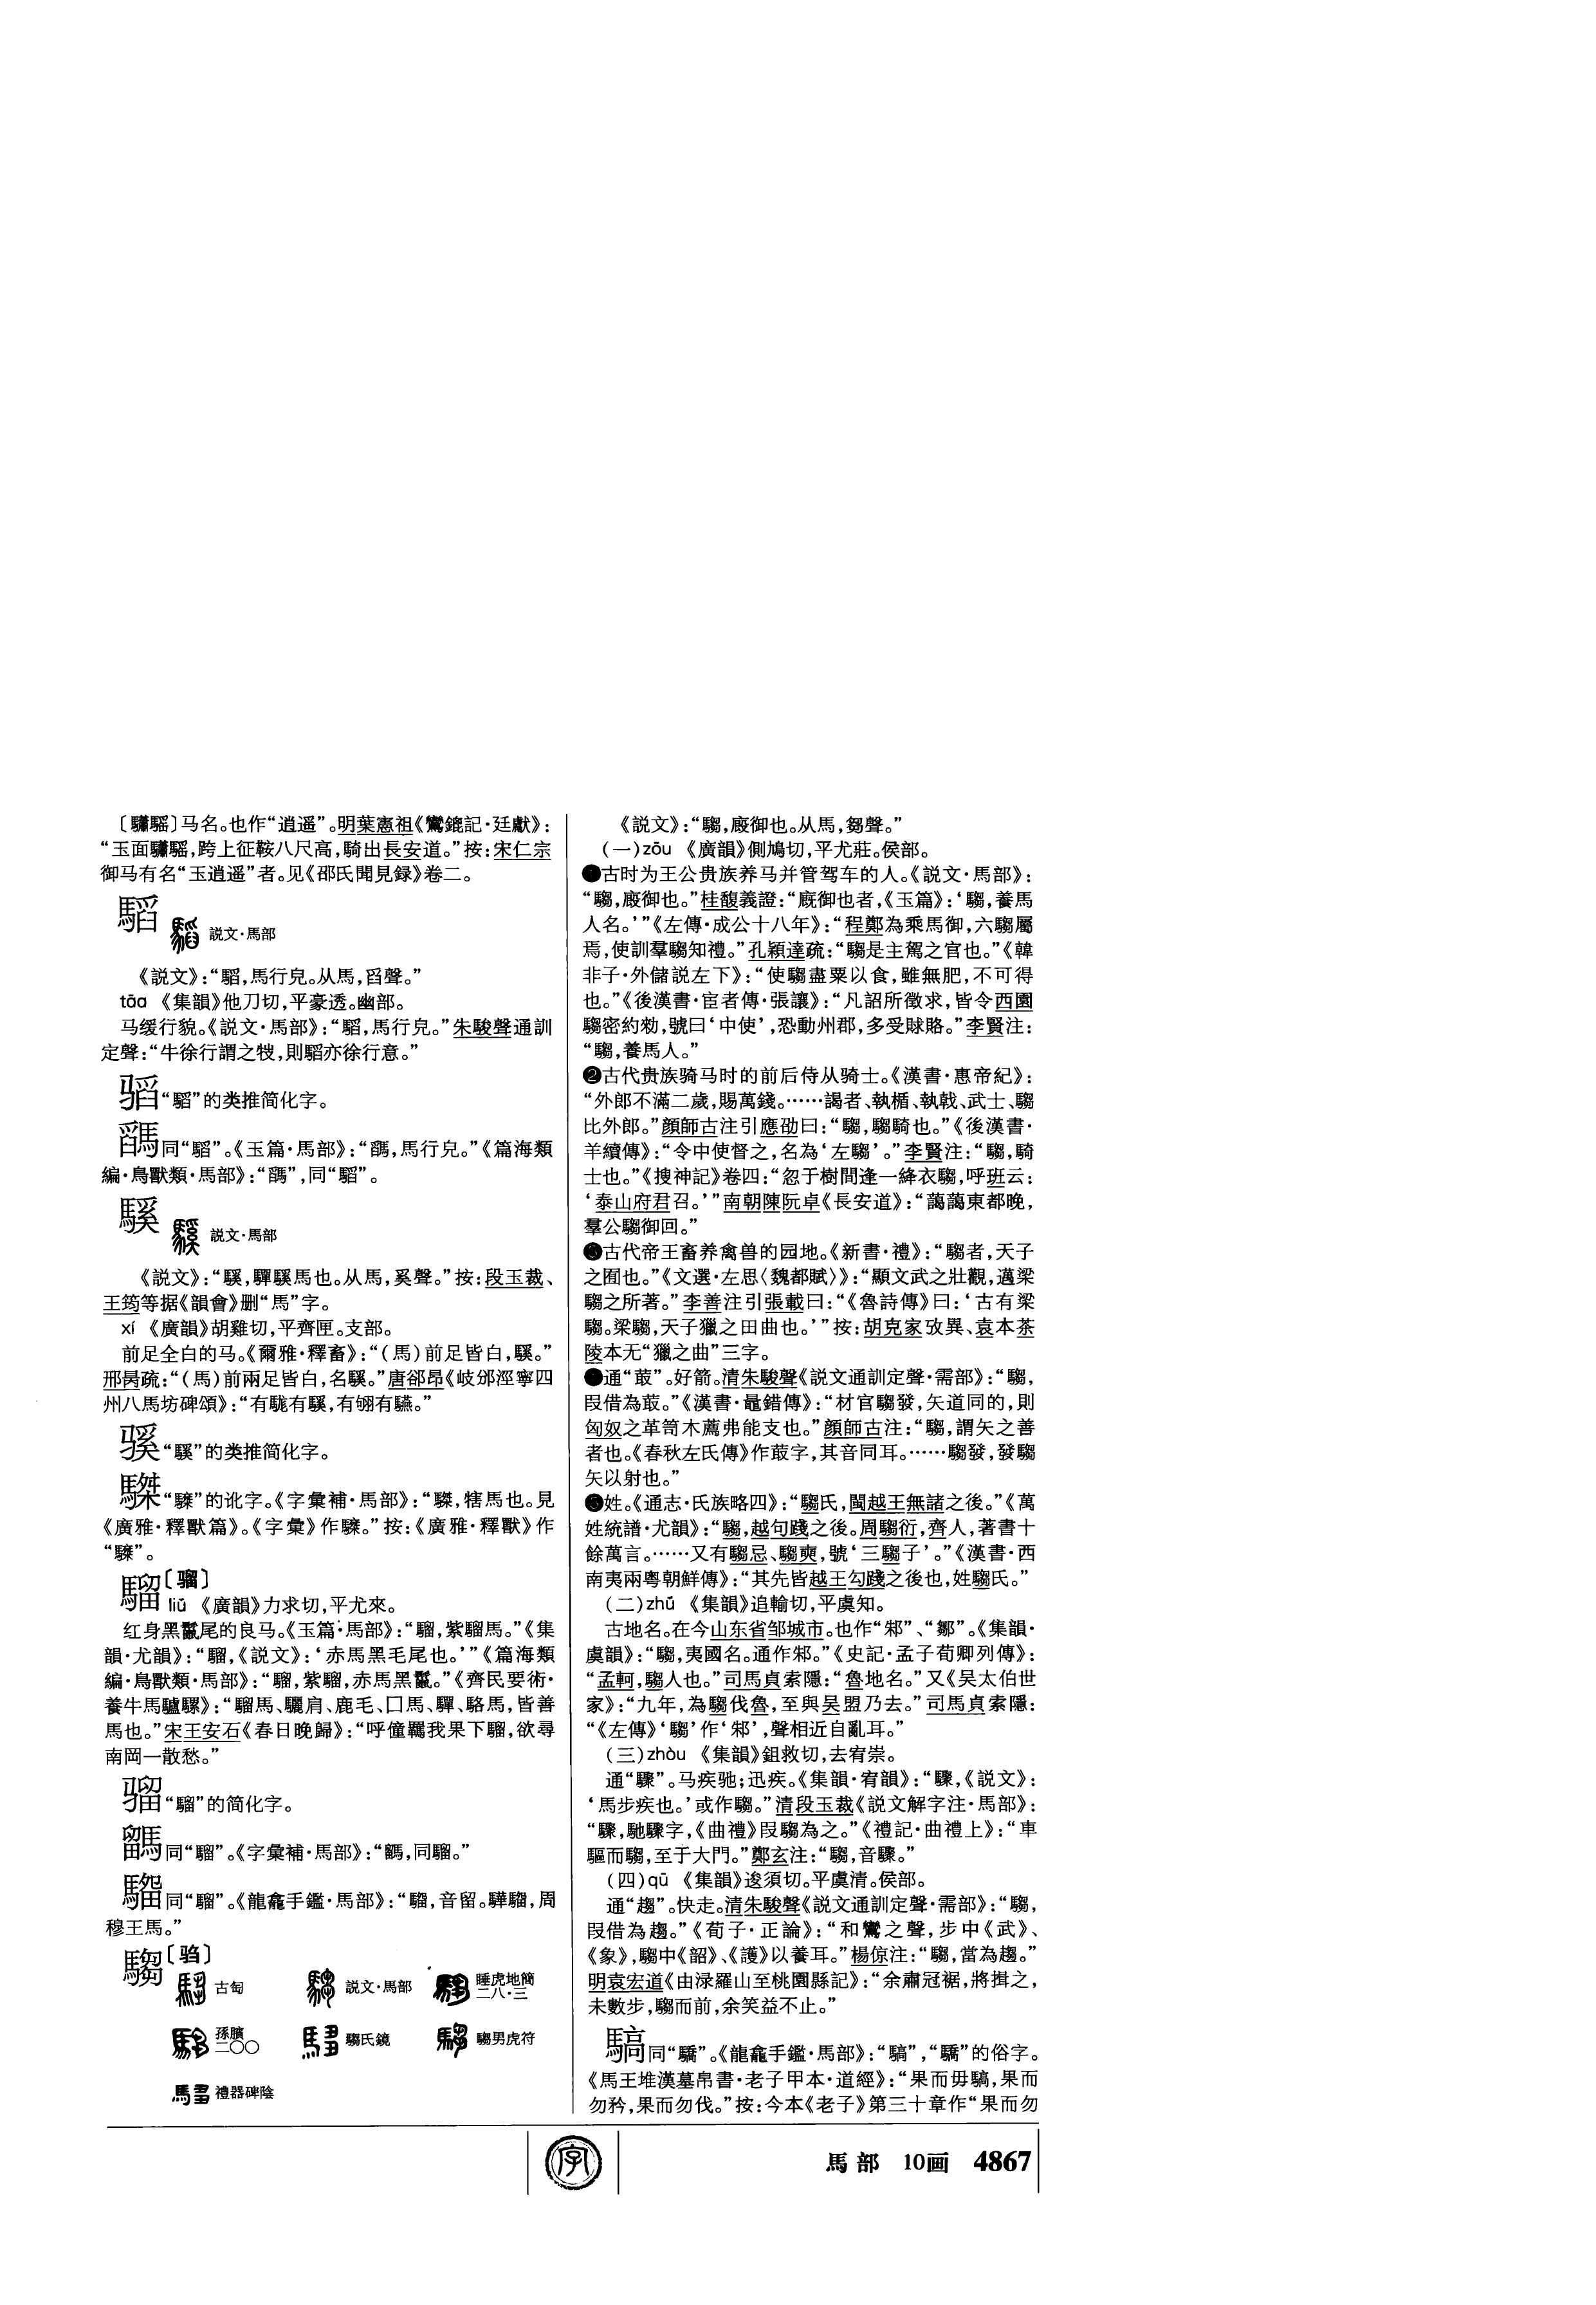 〔驌䮦〕马名。也作“逍遥”。明葉憲祖《鸞鎞記·廷獻》：
“玉面驌䮦，跨上征鞍八尺高，騎出長安道。”按：宋仁宗
御马有名“玉逍遥”者。见《邵氏聞見録》卷二。
騊 説文·馬部
《説文》：“，馬行皃。从馬，舀聲。”
tāo 《集韻》他刀切，平豪透。幽部。
马缓行貌。《説文·馬部》：“，馬行皃。”朱駿聲通訓
定聲：“牛徐行謂之牧，則亦徐行意。”
“”的类推简化字。
同“”。《玉篇·馬部》：“，馬行皃。”《篇海類
編·鳥獸類·馬部》：“”，同“”。
騱 説文·馬部
《説文》：“騱，驒騱馬也。从馬，奚聲。”按：段玉裁、
王筠等据《韻會》删“馬”字。
xí 《廣韻》胡雞切，平齊匣。支部。
前足全白的马。《爾雅·釋畜》：“（馬）前足皆白，騱。”
邢昺疏：“（馬）前兩足皆白，名騱。”唐郤昂《岐邠涇寧四
州八馬坊碑頌》：“有駹有騱，有有驠。”
“騱”的类推简化字。
“”的讹字。《字彙補·馬部》：“，犗馬也。見
《廣雅·釋獸篇》。《字彙》作。”按：《廣雅·釋獸》作
“”。
騮〔骝〕
liú 《廣韻》力求切，平尤來。
红身黑鬣尾的良马。《玉篇·馬部》：“騮，紫騮馬。”《集
韻·尤韻》：“騮，《説文》：‘赤馬黑毛尾也。’”《篇海類
編·鳥獸類·馬部》：“騮，紫騮，赤馬黑鬣。”《齊民要術·
養牛馬驢騾》：“騮馬、驪肩、鹿毛、囗馬、驒、駱馬，皆善
馬也。”宋王安石《春日晚歸》：“呼僮羈我果下騮，欲尋
南岡一散愁。”
骝“騮”的简化字。
同“騮”。《字彙補·馬部》：“，同騮。”
同“騮”。《龍龕手鑑·馬部》：“，音留。驊，周
穆王馬。”
騶〔驺〕
古匋 説文·馬部 睡虎地簡二八·三
孫臏二〇〇 騶氏鏡 騶男虎符
禮器碑陰
《説文》：“騶，廄御也。从馬，芻聲。”
（一）zōu 《廣韻》側鳩切，平尤莊。侯部。
❶古时为王公贵族养马并管驾车的人。《説文·馬部》：
“騶，廄御也。”桂馥義證：“廄御也者，《玉篇》：‘騶，養馬
人名。’”《左傳·成公十八年》：“程鄭為乘馬御，六騶屬
焉，使訓羣騶知禮。”孔穎達疏：“騶是主駕之官也。”《韓
非子·外儲説左下》：“使騶盡粟以食，雖無肥，不可得
也。”《後漢書·宦者傳·張讓》：“凡詔所徵求，皆令西園
騶密約勑，號曰‘中使’，恐動州郡，多受賕賂。”李賢注：
“騶，養馬人。”
❷古代贵族骑马时的前后侍从骑士。《漢書·惠帝紀》：
“外郎不滿二歲，賜萬錢。……謁者、執楯、執戟、武士、騶
比外郎。”顔師古注引應劭曰：“騶，騶騎也。”《後漢書·
羊續傳》：“令中使督之，名為‘左騶’。”李賢注：“騶，騎
士也。”《搜神記》卷四：“忽于樹間逢一絳衣騶，呼班云：
‘泰山府君召。’”南朝陳阮卓《長安道》：“藹藹東都晚，
羣公騶御回。”
❸古代帝王畜养禽兽的园地。《新書·禮》：“騶者，天子
之囿也。”《文選·左思〈魏都賦〉》：“顯文武之壯觀，邁梁
騶之所著。”李善注引張載曰：“《魯詩傳》曰：‘古有梁
騶。梁騶，天子獵之田曲也。’”按：胡克家攷異、袁本茶
陵本无“獵之曲”三字。
❹通“菆”。好箭。清朱駿聲《説文通訓定聲·需部》：“騶，
叚借為菆。”《漢書·鼂錯傳》：“材官騶發，矢道同的，則
匈奴之革笥木薦弗能支也。”顔師古注：“騶，謂矢之善
者也。《春秋左氏傳》作菆字，其音同耳。……騶發，發騶
矢以射也。”
❺姓。《通志·氏族略四》：“騶氏，閩越王無諸之後。”《萬
姓統譜·尤韻》：“騶，越句踐之後。周騶衍，齊人，著書十
餘萬言。……又有騶忌、騶奭，號‘三騶子’。”《漢書·西
南夷兩粤朝鮮傳》：“其先皆越王勾踐之後也，姓騶氏。”
（二）zhū 《集韻》追輸切，平虞知。
古地名。在今山东省邹城市。也作“邾”、“鄒”。《集韻·
虞韻》：“騶，夷國名。通作邾。”《史記·孟子荀卿列傳》：
“孟軻，騶人也。”司馬貞索隱：“魯地名。”又《吴太伯世
家》：“九年，為騶伐魯，至與吴盟乃去。”司馬貞索隱：
“《左傳》‘騶’作‘邾’，聲相近自亂耳。”
（三）zhòu 《集韻》鉏救切，去宥崇。
通“驟”。马疾驰；迅疾。《集韻·宥韻》：“驟，《説文》：
‘馬步疾也。’或作騶。”清段玉裁《説文解字注·馬部》：
“驟，馳驟字，《曲禮》叚騶為之。”《禮記·曲禮上》：“車
驅而騶，至于大門。”鄭玄注：“騶，音驟。”
（四）qū 《集韻》逡須切。平虞清。侯部。
通“趨”。快走。清朱駿聲《説文通訓定聲·需部》：“騶，
叚借為趨。”《荀子·正論》：“和鸞之聲，步中《武》、
《象》，騶中《韶》、《護》以養耳。”楊倞注：“騶，當為趨。”
明袁宏道《由渌羅山至桃園縣記》：“余肅冠裾，將揖之，
未數步，騶而前，余笑益不止。”
騙同“驕”。《龍龕手鑑·馬部》：“”，“驕”的俗字。
《馬王堆漢墓帛書·老子甲本·道經》：“果而毋，果而
勿矜，果而勿伐。”按：今本《老子》第三十章作“果而勿
字
馬部 10画 4867